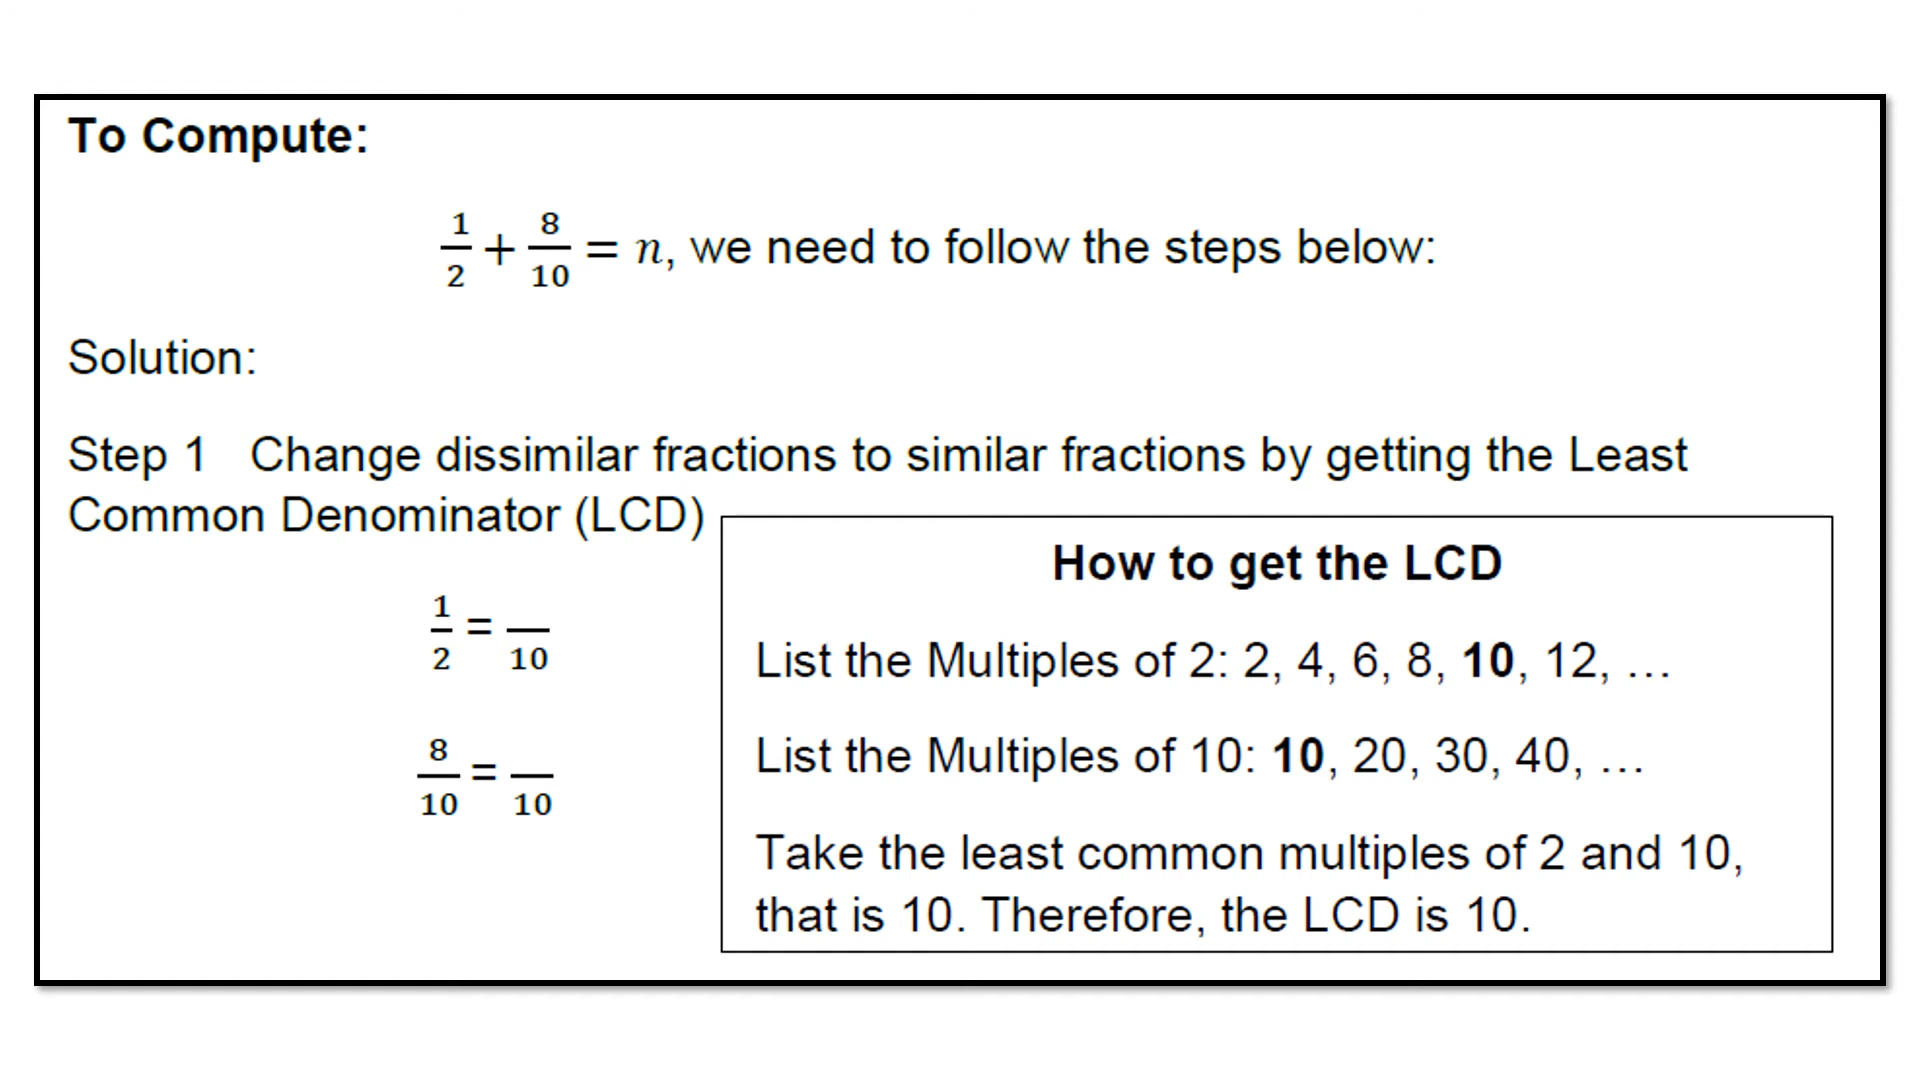 To Compute:
1/2 + 8/10 = n, we need to follow the steps below:
Solution:
Step 1 Change dissimilar fractions to similar fractions by getting the Least
Common Denominator (LCD)
1/2 = __/10
8/10 = __/10
How to get the LCD
List the Multiples of 2: 2, 4, 6, 8, 10, 12, …
List the Multiples of 10: 10, 20, 30, 40, …
Take the least common multiples of 2 and 10,
that is 10. Therefore, the LCD is 10.